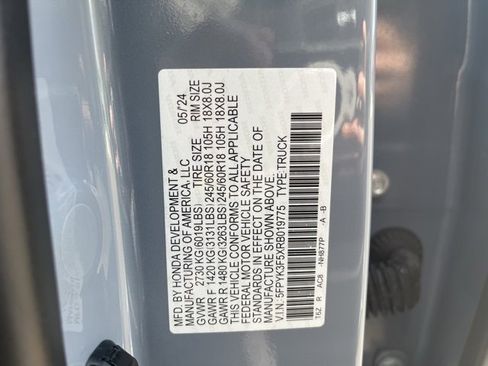 MFD. BY HONDA DEVELOPMENT & 05/24
MANUFACTURING OF AMERICA, LLC
GVWR 2730 KG(6019LBS) TIRE SIZE RIM SIZE
GAWR F 1420 KG(3131LBS)245/60R18 105H 18X8.0J
GAWR R 1480 KG(3263LBS)245/60R18 105H 18X8.0J
THIS VEHICLE CONFORMS TO ALL APPLICABLE
FEDERAL MOTOR VEHICLE SAFETY
STANDARDS IN EFFECT ON THE DATE OF
MANUFACTURE SHOWN ABOVE.
V.I.N.: 5FPYK3F5XRB019775 TYPE:TRUCK
T6Z R AC8 NHB77P -A -B